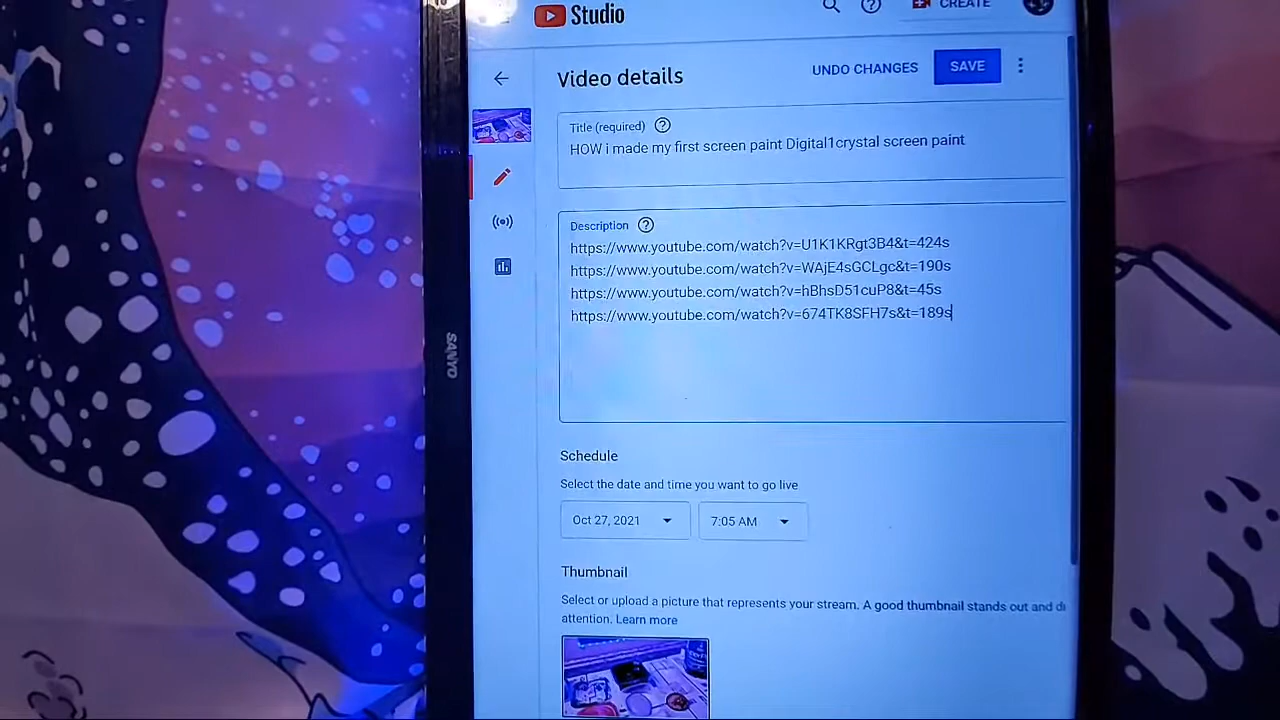 Studio
CREATE
Video details
UNDO CHANGES
SAVE
Title (required)
HOW i made my first screen paint Digital1crystal screen paint
Description
https://www.youtube.com/watch?v=U1K1KRgt3B4&t=424s
https://www.youtube.com/watch?v=WAjE4sGCLgc&t=190s
https://www.youtube.com/watch?v=hBhsD51cuP8&t=45s
https://www.youtube.com/watch?v=674TK8SFH7s&t=189s
SANYO
Schedule
Select the date and time you want to go live
Oct 27, 2021
7:05 AM
Thumbnail
Select or upload a picture that represents your stream. A good thumbnail stands out and
attention. Learn more